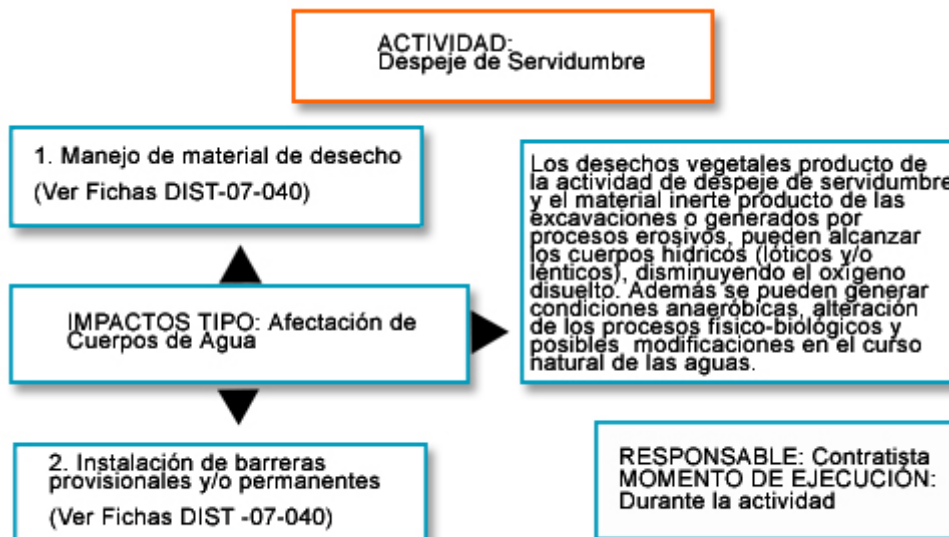 ACTIVIDAD:
Despeje de Servidumbre
1. Manejo de material de desecho
(Ver Fichas DIST-07-040)
Los desechos vegetales producto de
la actividad de despeje de servidumbre
y el material inerte producto de las
excavaciones o generados por
procesos erosivos, pueden alcanzar
los cuerpos hídricos (lóticos y/o
lénticos), disminuyendo el oxígeno
disuelto. Además se pueden generar
condiciones anaeróbicas, alteración
de los procesos físico-biológicos y
posibles modificaciones en el curso
natural de las aguas.
IMPACTOS TIPO: Afectación de
Cuerpos de Agua
2. Instalación de barreras
provisionales y/o permanentes
(Ver Fichas DIST -07-040)
RESPONSABLE: Contratista
MOMENTO DE EJECUCIÓN:
Durante la actividad